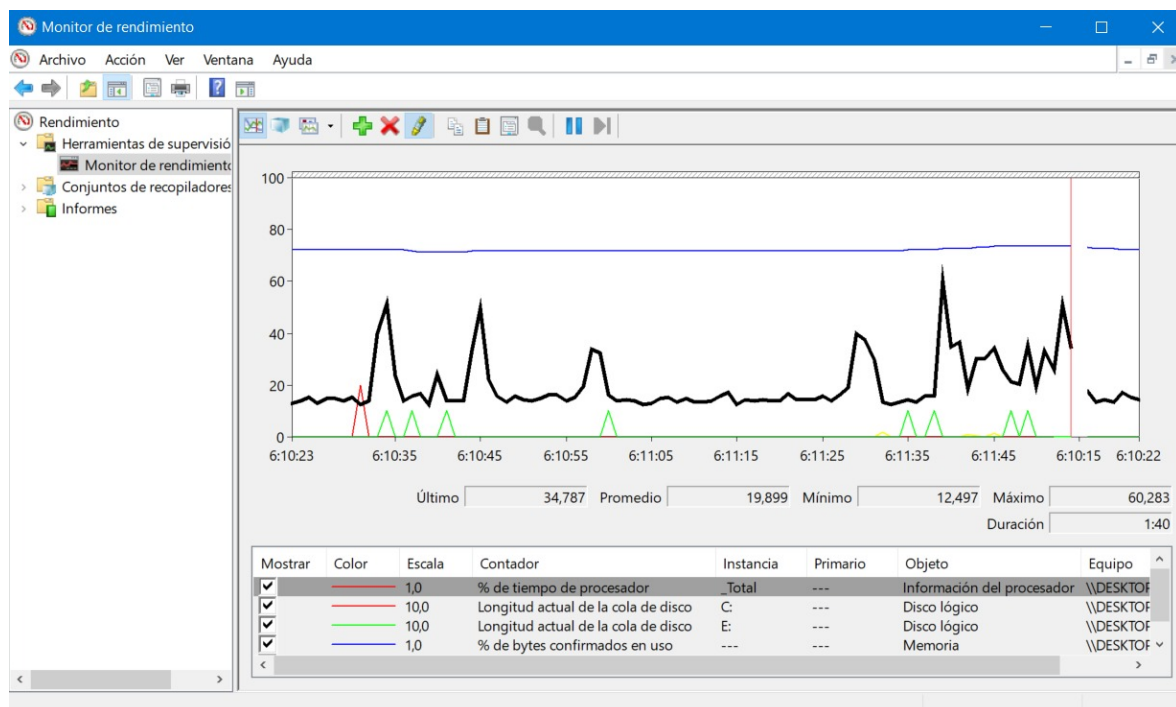 Monitor de rendimiento
Archivo Acción Ver Ventana Ayuda
Rendimiento
Herramientas de supervisió
Monitor de rendimient
Conjuntos de recopiladores
Informes
100
80
60
40
20
0
6:10:23 6:10:35 6:10:45 6:10:55 6:11:05 6:11:15 6:11:25 6:11:35 6:11:45 6:10:15 6:10:22
Último 34,787 Promedio 19,899 Mínimo 12,497 Máximo 60,283
Duración 1:40
Mostrar Color Escala Contador Instancia Primario Objeto Equipo
1,0 % de tiempo de procesador _Total --- Información del procesador \\DESKTOP
10,0 Longitud actual de la cola de disco C: --- Disco lógico \\DESKTOP
10,0 Longitud actual de la cola de disco E: --- Disco lógico \\DESKTOP
1,0 % de bytes confirmados en uso --- --- Memoria \\DESKTOP